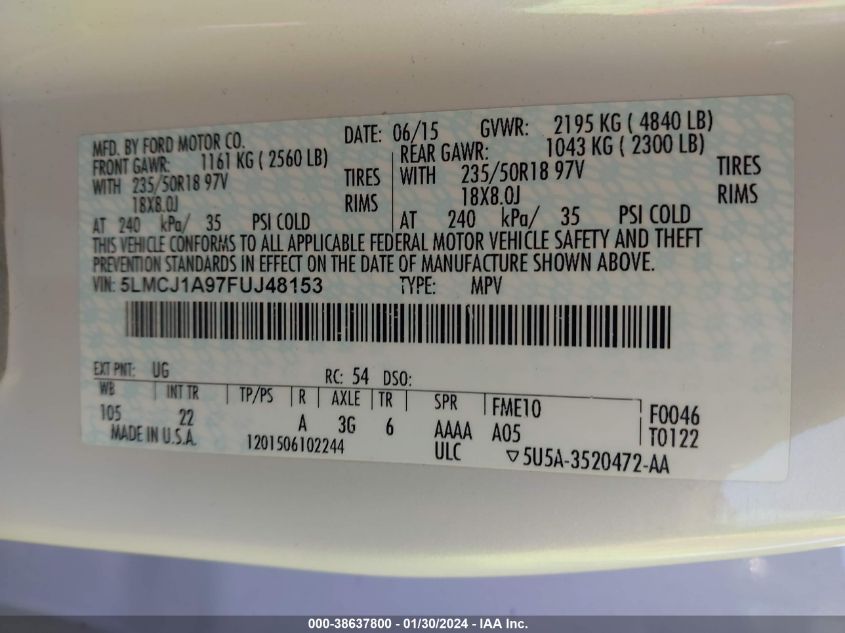 MFD. BY FORD MOTOR CO.
DATE: 06/15 GVWR: 2195 KG ( 4840 LB)
FRONT GAWR: 1161 KG ( 2560 LB)
REAR GAWR: 1043 KG ( 2300 LB)
WITH 235/50R18 97V TIRES
WITH 235/50R18 97V TIRES
18X8.0J RIMS
18X8.0J RIMS
AT 240 kPa/ 35 PSI COLD
AT 240 kPa/ 35 PSI COLD
THIS VEHICLE CONFORMS TO ALL APPLICABLE FEDERAL MOTOR VEHICLE SAFETY AND THEFT
PREVENTION STANDARDS IN EFFECT ON THE DATE OF MANUFACTURE SHOWN ABOVE.
VIN: 5LMCJ1A97FUJ48153 TYPE: MPV
EXT PNT: UG RC: 54 DSO:
WB INT TR TP/PS R AXLE TR SPR FME10 F0046
105 22 A 3G 6 AAAA A05 T0122
MADE IN U.S.A. 1201506102244 ULC ▽5U5A-3520472-AA
000-38637800 - 01/30/2024 - IAA Inc.